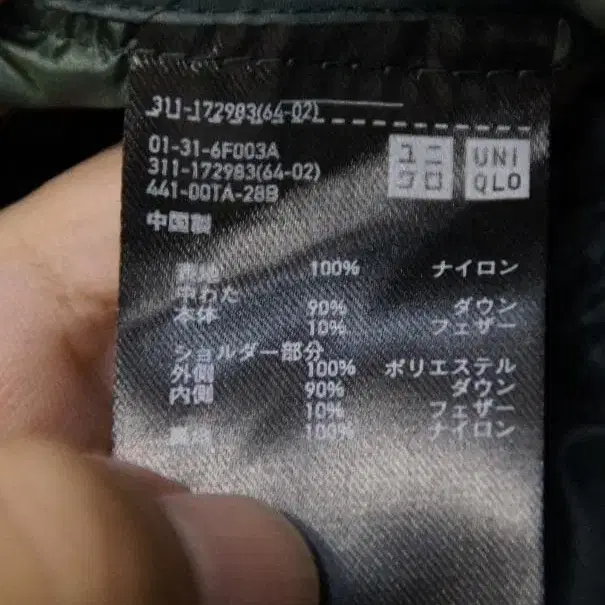 311-172983(64-02)
01-31-6F003A
311-172983(64-02)
441-00TA-28B
ユニクロ
UNIQLO
中国製
表地 100% ナイロン
中わた
本体 90% ダウン
10% フェザー
ショルダー部分
外側 100% ポリエステル
内側 90% ダウン
10% フェザー
100% ナイロン